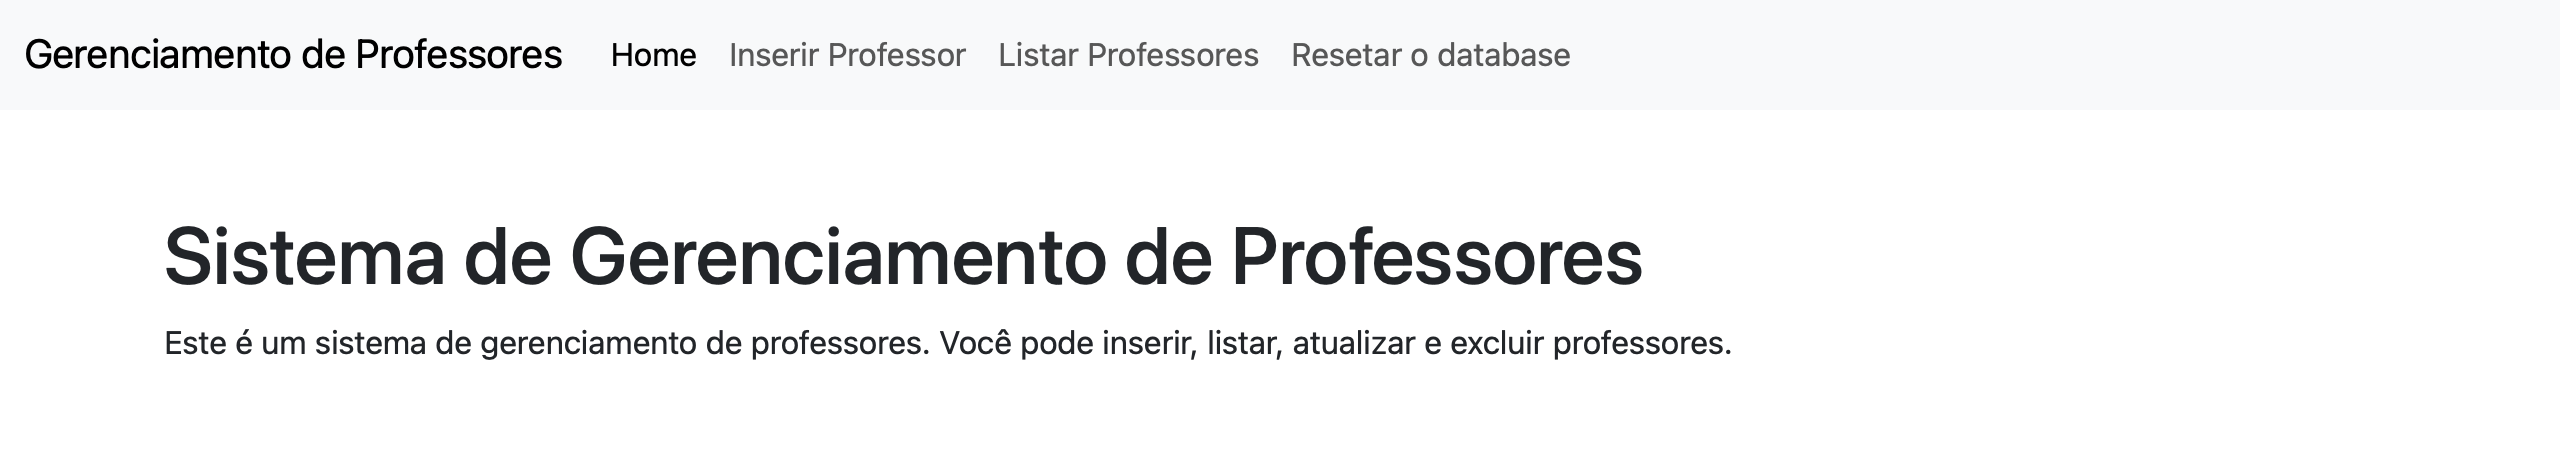 Gerenciamento de Professores Home Inserir Professor Listar Professores Resetar o database
Sistema de Gerenciamento de Professores
Este é um sistema de gerenciamento de professores. Você pode inserir, listar, atualizar e excluir professores.